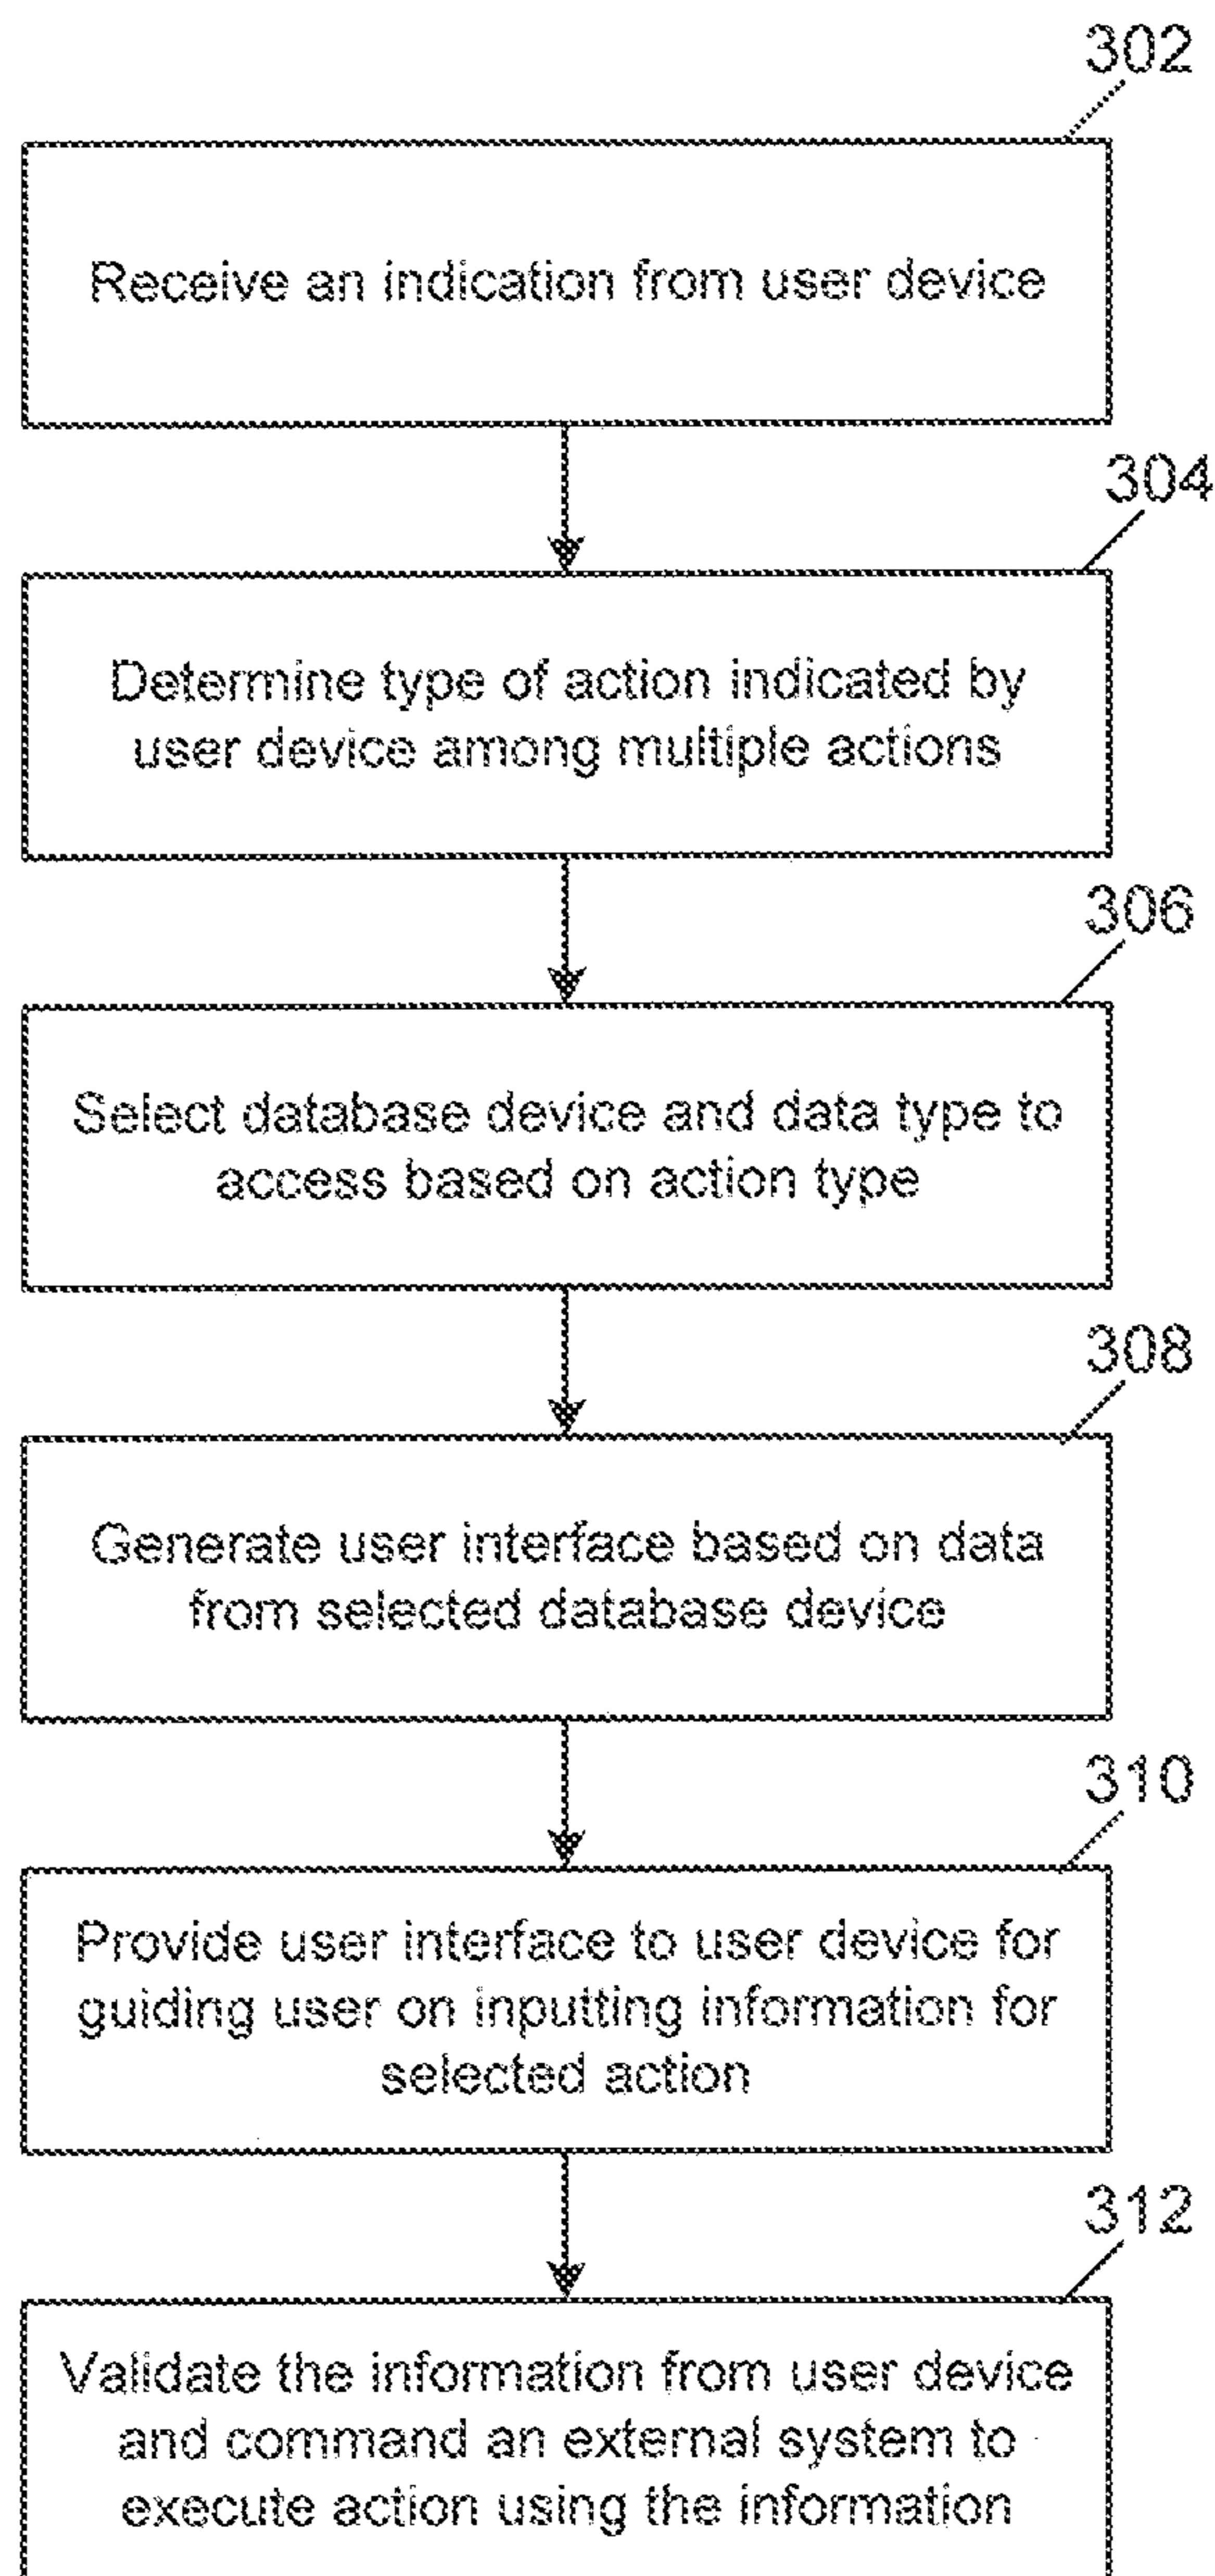 302
Receive an indication from user device
304
Determine type of action indicated by
user device among multiple actions
306
Select database device and data type to
access based on action type
308
Generate user interface based on data
from selected database device
310
Provide user interface to user device for
guiding user on inputting information for
selected action
312
Validate the information from user device
and command an external system to
execute action using the information